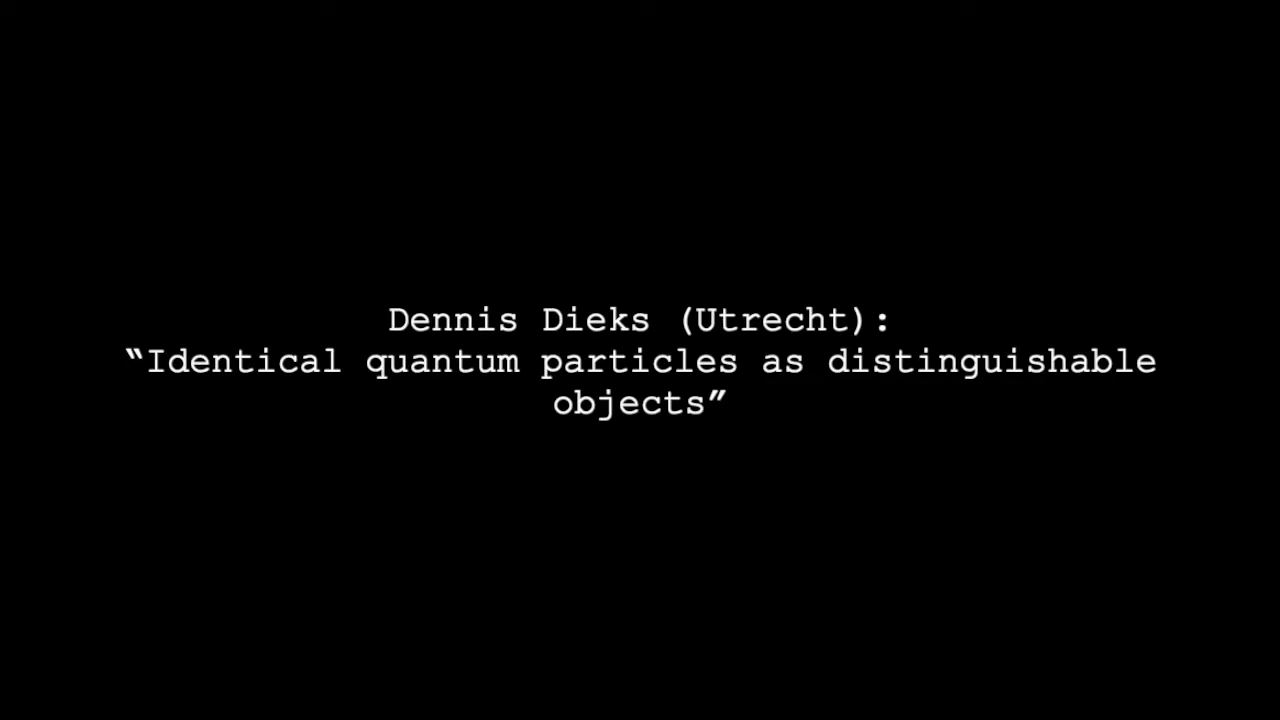 Dennis Dieks (Utrecht):
“Identical quantum particles as distinguishable
objects”